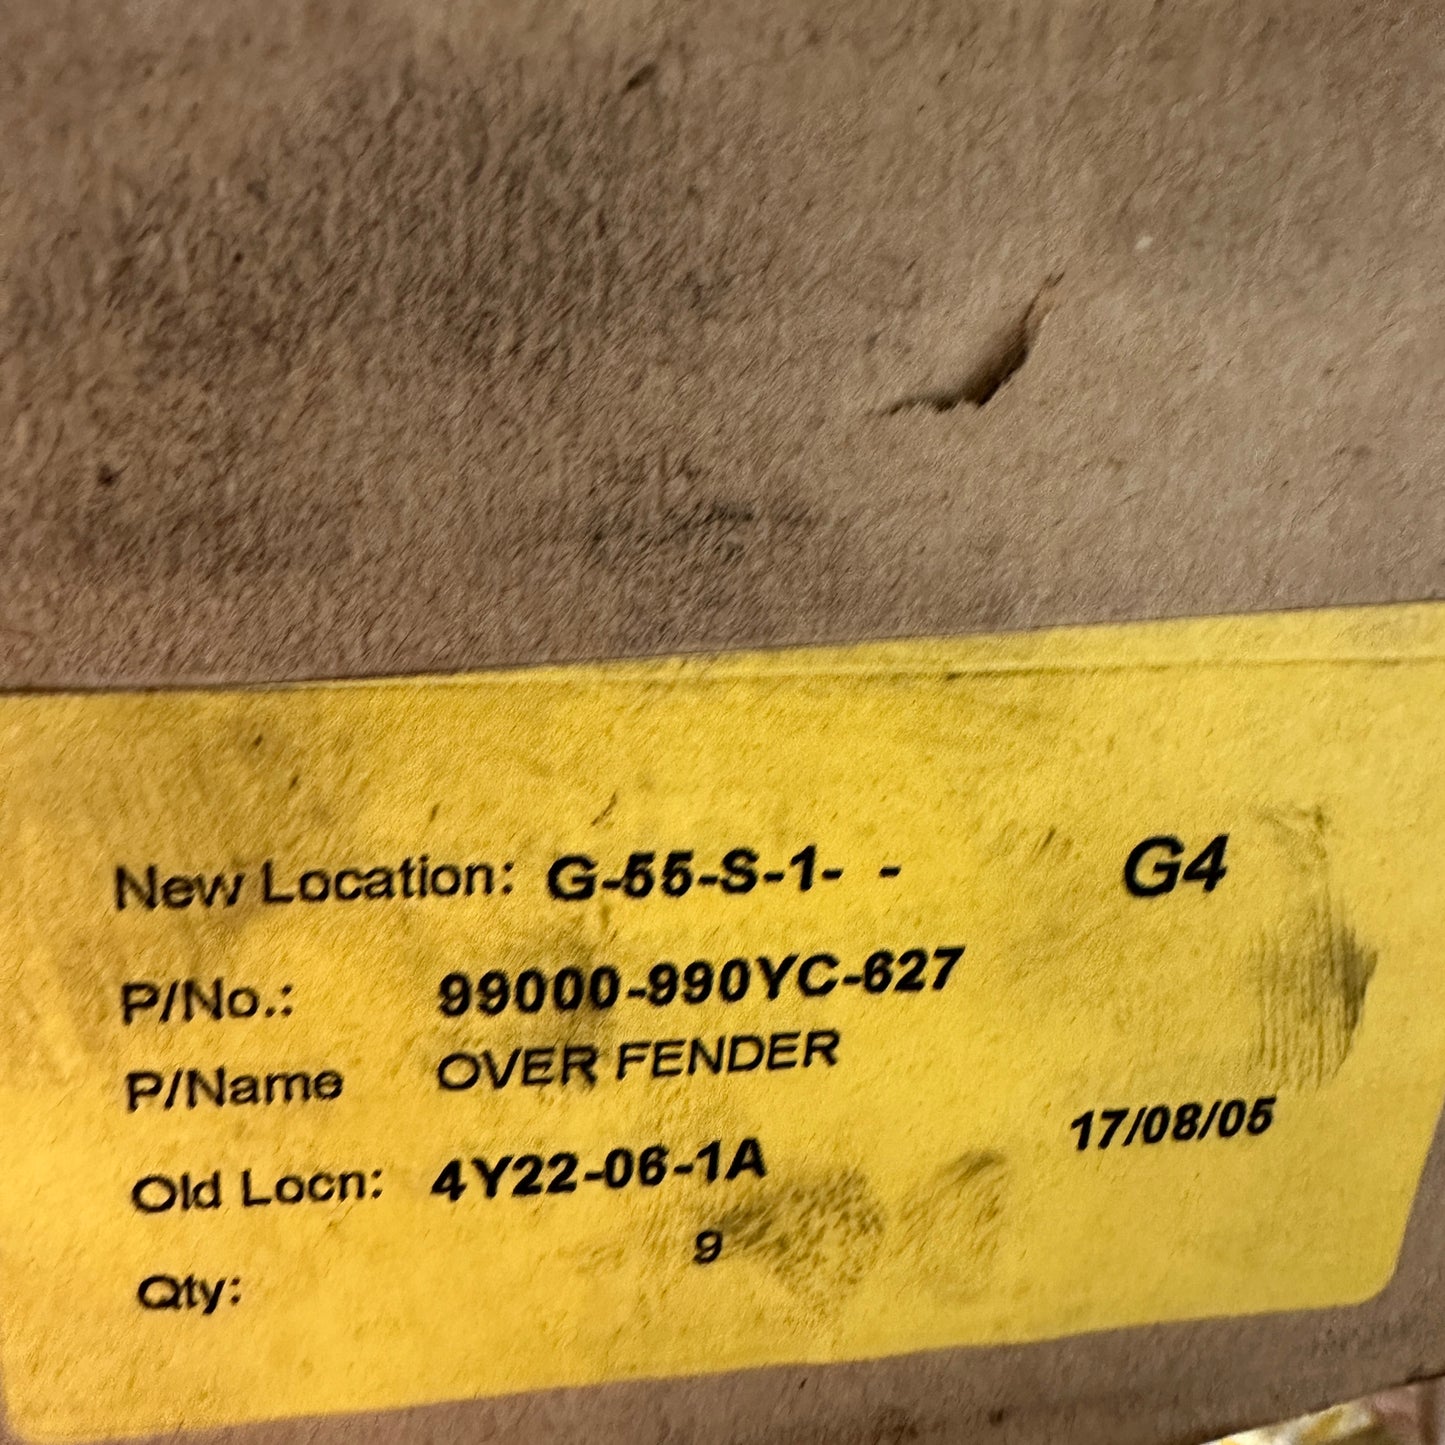 New Location: G-55-S-1- - G4
P/No.: 99000-990YC-627
P/Name OVER FENDER
17/08/05
Old Locn: 4Y22-06-1A
Qty: 9